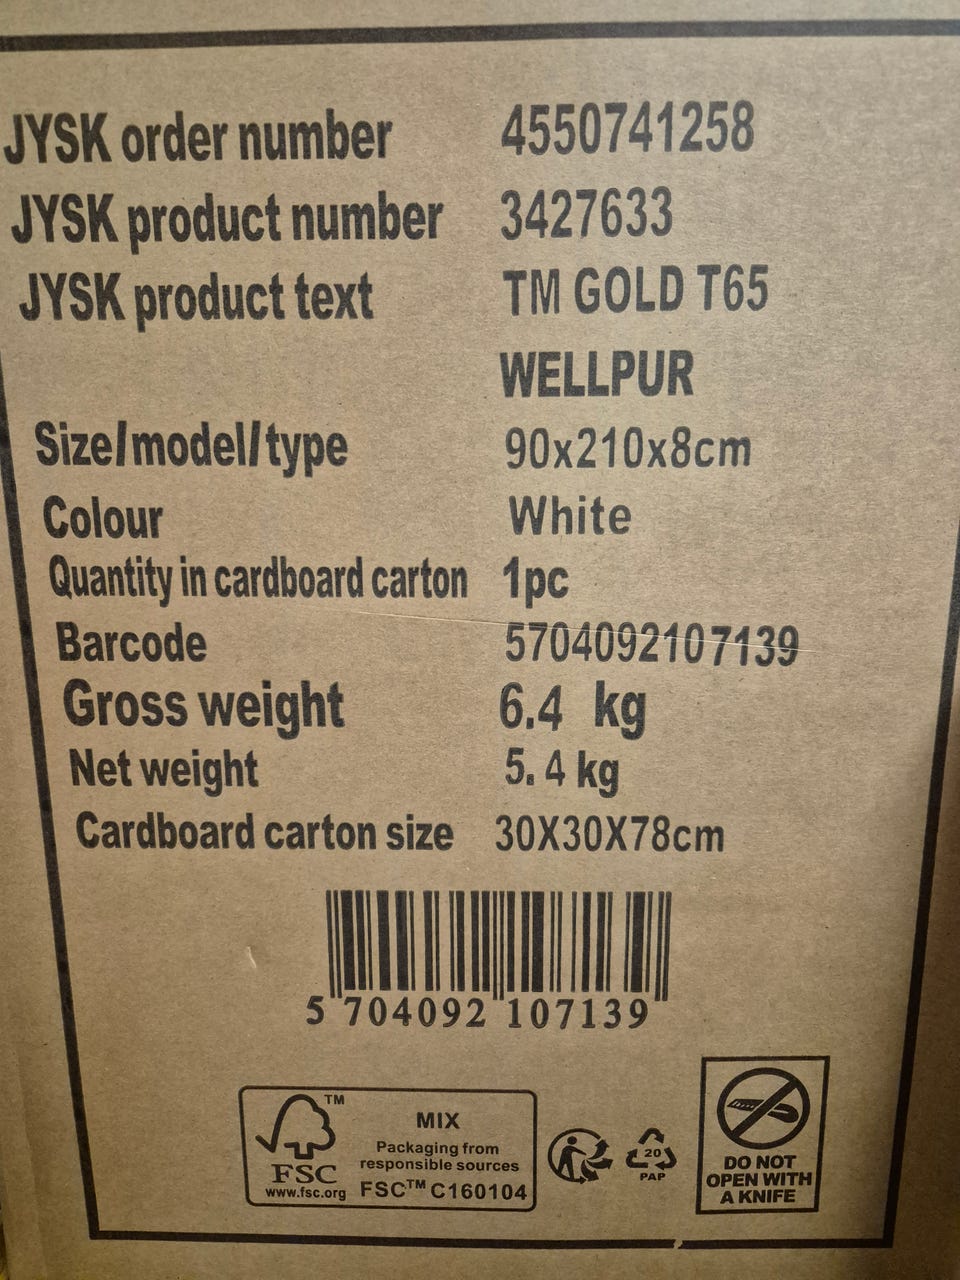 JYSK order number 4550741258
JYSK product number 3427633
JYSK product text TM GOLD T65
WELLPUR
Size/model/type 90x210x8cm
Colour White
Quantity in cardboard carton 1pc
Barcode 5704092107139
Gross weight 6.4 kg
Net weight 5.4 kg
Cardboard carton size 30X30X78cm
5 704092 107139
TM
MIX
Packaging from
responsible sources
FSC
www.fsc.org
FSC™ C160104
20
PAP
DO NOT
OPEN WITH
A KNIFE